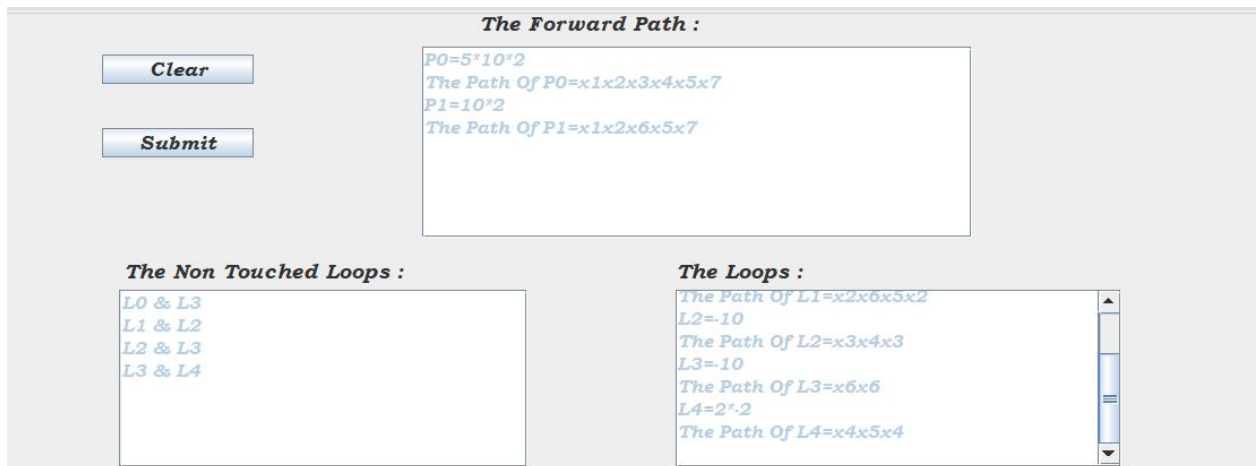 The Forward Path :
Clear
Submit
P0=5*10*2
The Path Of P0=x1x2x3x4x5x7
P1=10*2
The Path Of P1=x1x2x6x5x7
The Non Touched Loops :
L0 & L3
L1 & L2
L2 & L3
L3 & L4
The Loops :
The Path Of L1=x2x6x5x2
L2=-10
The Path Of L2=x3x4x3
L3=-10
The Path Of L3=x6x6
L4=2*-2
The Path Of L4=x4x5x4